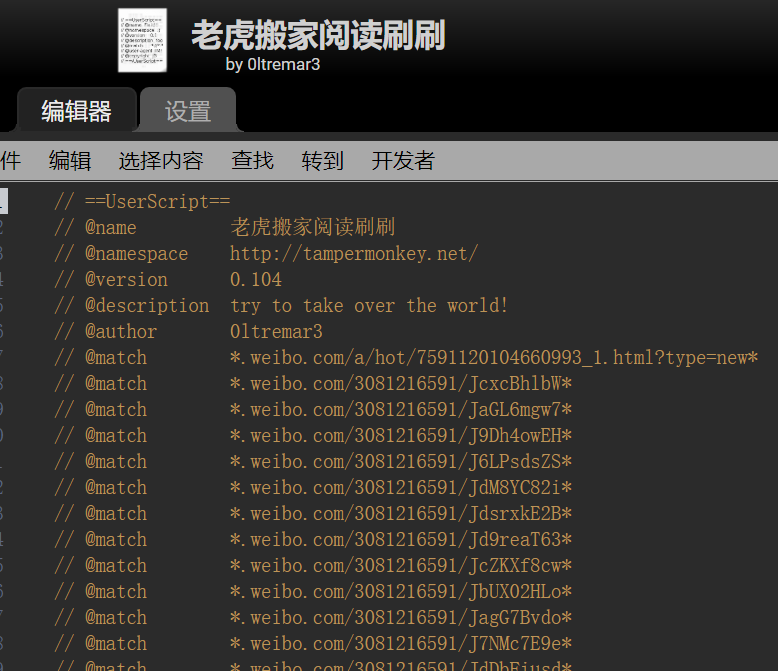 老虎搬家阅读刷刷
by 0ltremar3
编辑器 设置
件 编辑 选择内容 查找 转到 开发者
// ==UserScript==
// @name 老虎搬家阅读刷刷
// @namespace http://tampermonkey.net/
// @version 0.104
// @description try to take over the world!
// @author 0ltremar3
// @match *.weibo.com/a/hot/7591120104660993_1.html?type=new*
// @match *.weibo.com/3081216591/JcxcBhlbW*
// @match *.weibo.com/3081216591/JaGL6mgw7*
// @match *.weibo.com/3081216591/J9Dh4owEH*
// @match *.weibo.com/3081216591/J6LPsdsZS*
// @match *.weibo.com/3081216591/JdM8YC82i*
// @match *.weibo.com/3081216591/JdsrxkE2B*
// @match *.weibo.com/3081216591/Jd9reaT63*
// @match *.weibo.com/3081216591/JcZKXf8cw*
// @match *.weibo.com/3081216591/JbUX02HLo*
// @match *.weibo.com/3081216591/JagG7Bvdo*
// @match *.weibo.com/3081216591/J7NMc7E9e*
// @match *.weibo.com/3081216591/